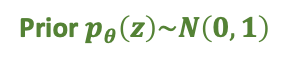 Prior pθ(z)~N(0, 1)